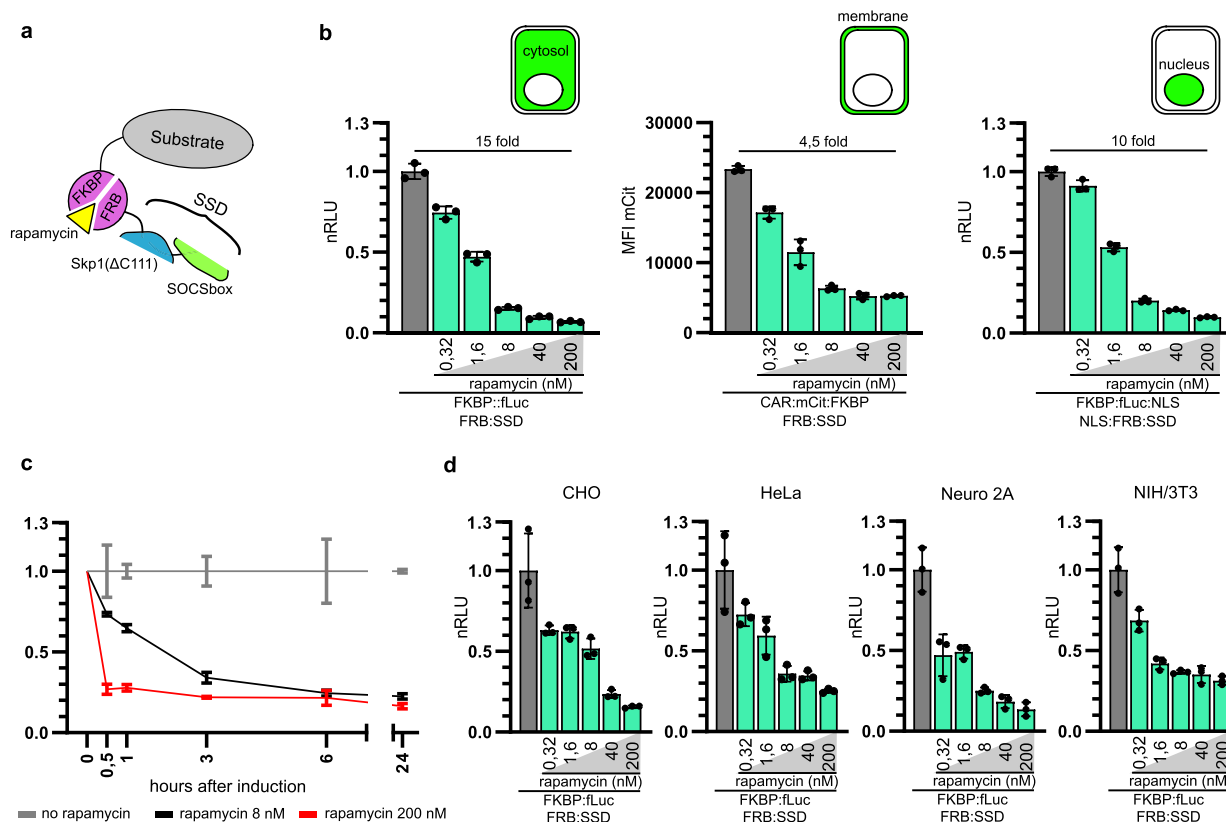 a
Substrate
FKBP
FRB
rapamycin
SSD
Skp1(ΔC111)
SOCSbox
b
cytosol
1.3
1.0
0.5
0.0
nRLU
15 fold
0,32
1,6
8
40
200
rapamycin (nM)
FKBP::fLuc
FRB:SSD
membrane
30000
20000
10000
0
MFI mCit
4,5 fold
0,32
1,6
8
40
200
rapamycin (nM)
CAR:mCit:FKBP
FRB:SSD
nucleus
1.3
1.0
0.5
0.0
nRLU
10 fold
0,32
1,6
8
40
200
rapamycin (nM)
FKBP:fLuc:NLS
NLS:FRB:SSD
c
1.3
1.0
0.5
0.0
0
0,5
1
3
6
24
hours after induction
no rapamycin
rapamycin 8 nM
rapamycin 200 nM
d
CHO
1.3
1.0
0.5
0.0
nRLU
0,32
1,6
8
40
200
rapamycin (nM)
FKBP:fLuc
FRB:SSD
HeLa
1.3
1.0
0.5
0.0
nRLU
0,32
1,6
8
40
200
rapamycin (nM)
FKBP:fLuc
FRB:SSD
Neuro 2A
1.3
1.0
0.5
0.0
nRLU
0,32
1,6
8
40
200
rapamycin (nM)
FKBP:fLuc
FRB:SSD
NIH/3T3
1.3
1.0
0.5
0.0
nRLU
0,32
1,6
8
40
200
rapamycin (nM)
FKBP:fLuc
FRB:SSD